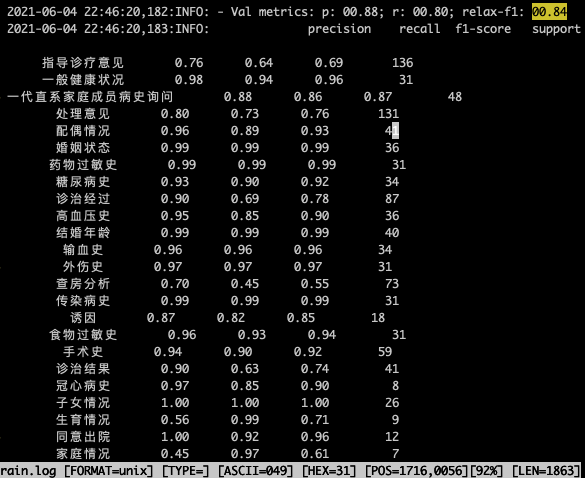 2021-06-04 22:46:20,182:INFO: - Val metrics: p: 00.88; r: 00.80; relax-f1: 00.84
2021-06-04 22:46:20,183:INFO: precision recall f1-score support
指导诊疗意见 0.76 0.64 0.69 136
一般健康状况 0.98 0.94 0.96 31
一代直系家庭成员病史询问 0.88 0.86 0.87 48
处理意见 0.80 0.73 0.76 131
配偶情况 0.96 0.89 0.93 41
婚姻状态 0.99 0.99 0.99 36
药物过敏史 0.99 0.99 0.99 31
糖尿病史 0.93 0.90 0.92 34
诊治经过 0.90 0.69 0.78 87
高血压史 0.95 0.85 0.90 36
结婚年龄 0.99 0.99 0.99 40
输血史 0.96 0.96 0.96 34
外伤史 0.97 0.97 0.97 31
查房分析 0.70 0.45 0.55 73
传染病史 0.99 0.99 0.99 31
诱因 0.87 0.82 0.85 18
食物过敏史 0.96 0.93 0.94 31
手术史 0.94 0.90 0.92 59
诊治结果 0.90 0.63 0.74 41
冠心病史 0.97 0.85 0.90 8
子女情况 1.00 1.00 1.00 26
生育情况 0.56 0.99 0.71 9
同意出院 1.00 0.92 0.96 12
家庭情况 0.45 0.97 0.61 7
rain.log [FORMAT=unix] [TYPE=] [ASCII=049] [HEX=31] [POS=1716,0056][92%] [LEN=1863]